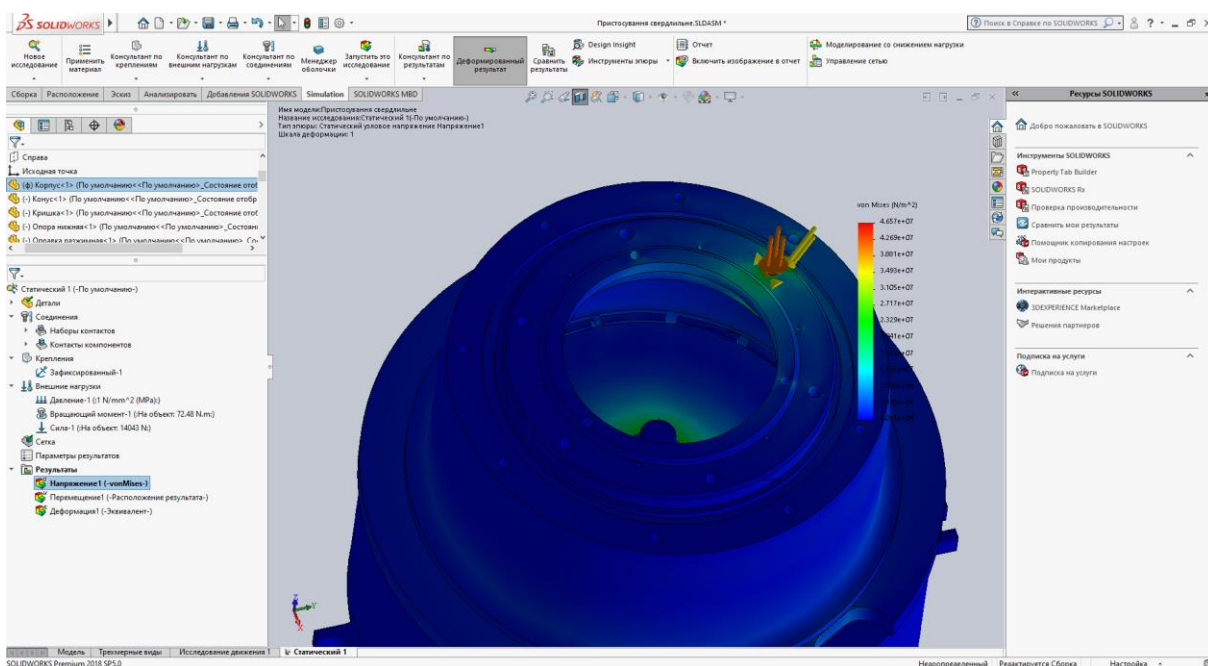 SOLIDWORKS
Пристосування свердлильне.SLDASM *
Поиск в Справке по SOLIDWORKS
Новое исследование
Применить материал
Консультант по креплениям
Консультант по внешним нагрузкам
Консультант по соединениям
Менеджер оболочки
Запустить это исследование
Консультант по результатам
Деформированный результат
Сравнить результаты
Design Insight
Инструменты эпюры
Отчет
Включить изображение в отчет
Моделирование со снижением нагрузки
Управление сетью
Сборка Расположение Эскиз Анализировать Добавления SOLIDWORKS Simulation SOLIDWORKS MBD
Имя модели:Пристосування свердлильне
Название исследования:Статический 1(-По умолчанию-)
Тип эпюры: Статический узловое напряжение Напряжение1
Шкала деформации: 1
Справа
Исходная точка
(ф) Корпус<1> (По умолчанию<<По умолчанию>_Состояние отоб
(-) Конус<1> (По умолчанию<<По умолчанию>_Состояние отобр
(-) Кришка<1> (По умолчанию<<По умолчанию>_Состояние отоб
(-) Опора нижняя<1> (По умолчанию<<По умолчанию>_Состояни
(-) Оправка разжимная<1> (По умолчанию<<По умолчанию>_Со
Статический 1 (-По умолчанию-)
Детали
Соединения
Наборы контактов
Контакты компонентов
Крепления
Зафиксированный-1
Внешние нагрузки
Давление-1 (:1 N/mm^2 (MPa):)
Вращающий момент-1 (:На объект: 72.48 N.m:)
Сила-1 (:На объект: 14043 N:)
Сетка
Параметры результатов
Результаты
Напряжение1 (-vonMises-)
Перемещение1 (-Расположение результата-)
Деформация1 (-Эквивалент-)
von Mises (N/m^2)
4.657e+07
4.269e+07
3.881e+07
3.493e+07
3.105e+07
2.717e+07
2.329e+07
Ресурсы SOLIDWORKS
Добро пожаловать в SOLIDWORKS
Инструменты SOLIDWORKS
Property Tab Builder
SOLIDWORKS Rx
Проверка производительности
Сравнить мои результаты
Помощник копирования настроек
Мои продукты
Интерактивные ресурсы
3DEXPERIENCE Marketplace
Решения партнеров
Подписка на услуги
Подписка на услуги
Модель Трехмерные виды Исследование движения 1 Статический 1
SOLIDWORKS Premium 2018 SP5.0
Недоопределенный Редактируется Сборка Настройка